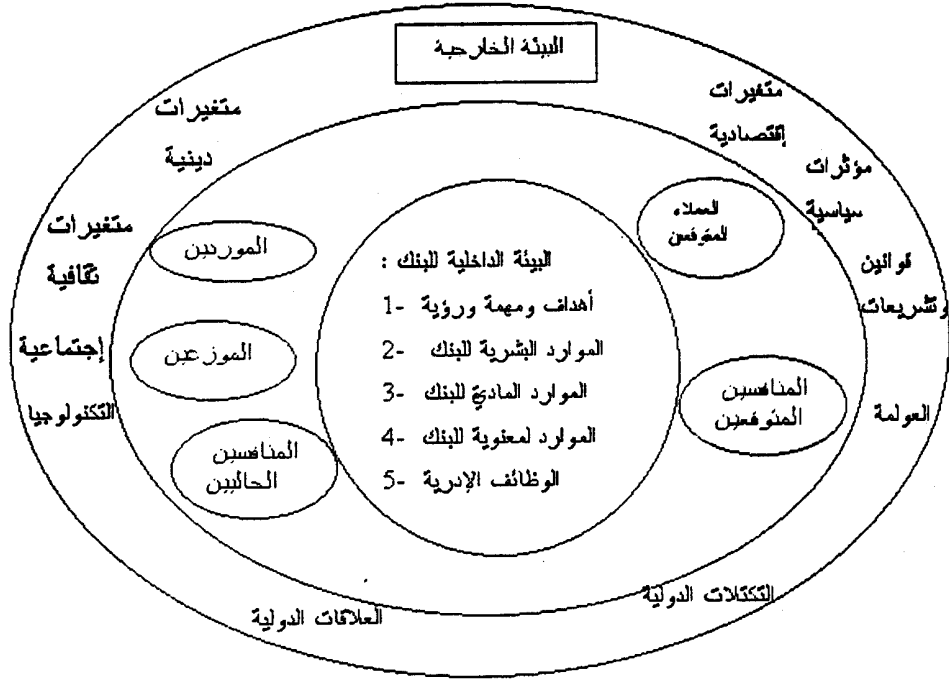 البيئة الخارجية
متغيرات
إقتصادية
مؤثرات
سياسية
قوانين
وتشريعات
العولمة
التكتلات الدولية
العلاقات الدولية
متغيرات
دينية
متغيرات
ثقافية
إجتماعية
التكنولوجيا
العملاء
المتوقعين
المنافسين
المتوقعين
الموردين
الموزعين
المنافسين
الحاليين
البيئة الداخلية للبنك :
1- أهداف ومهمة ورؤية
2- الموارد البشرية للبنك
3- الموارد المادية للبنك
4- الموارد لمعنوية للبنك
5- الوظائف الإدرية